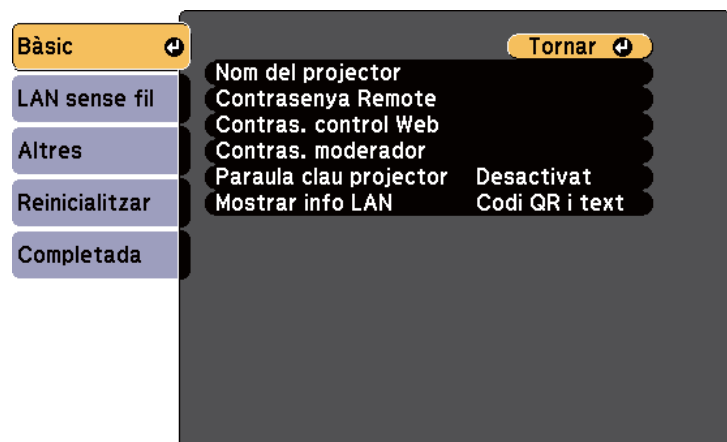 Bàsic
LAN sense fil
Altres
Reinicialitzar
Completada
Tornar
Nom del projector
Contrasenya Remote
Contras. control Web
Contras. moderador
Paraula clau projector Desactivat
Mostrar info LAN Codi QR i text